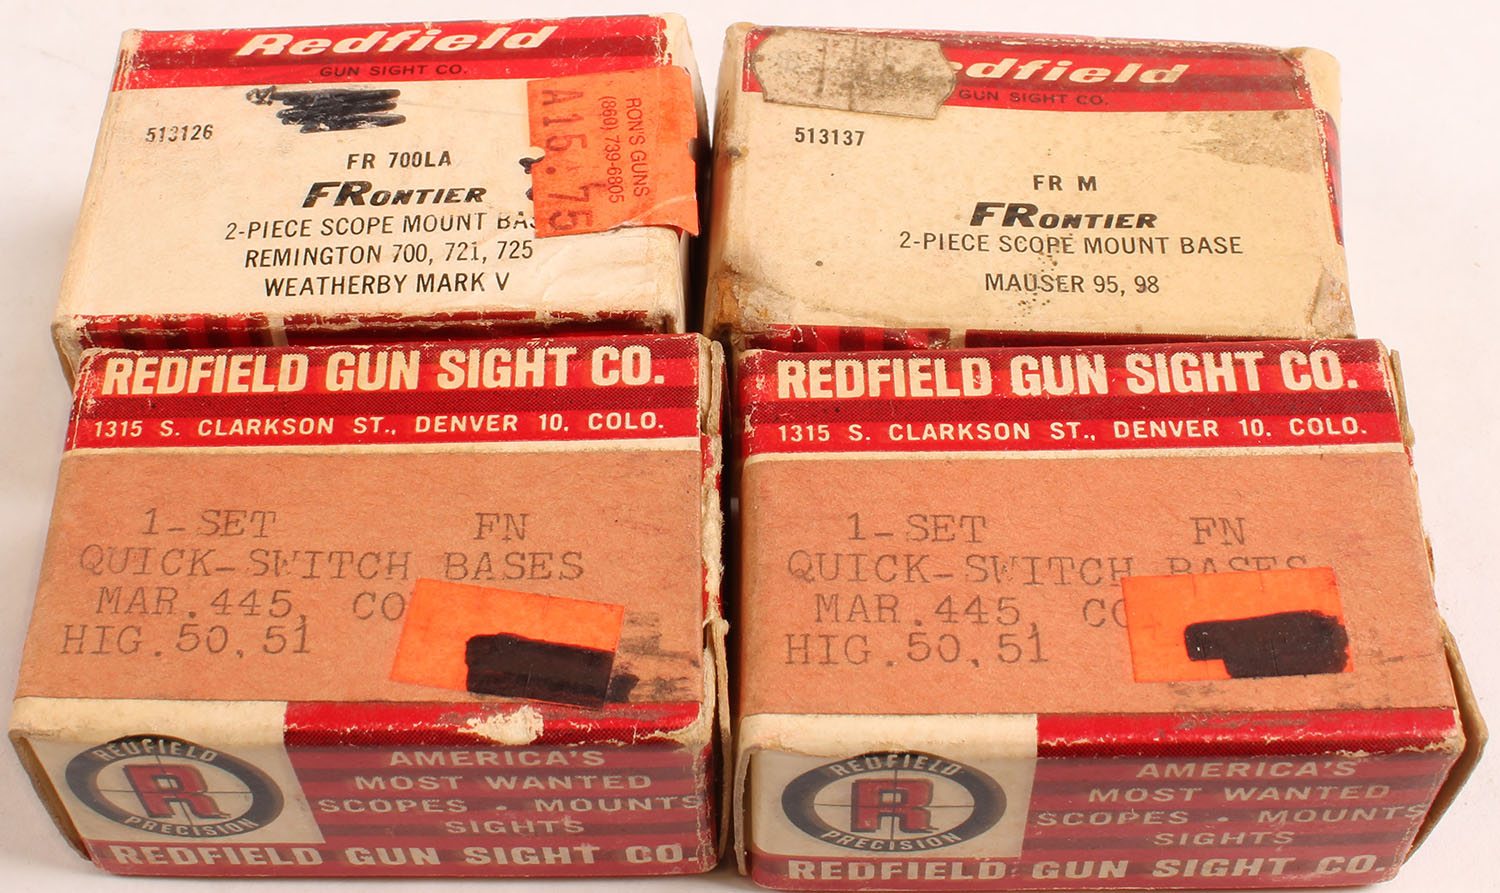 Redfield
GUN SIGHT CO.
513126
FR 700LA
FRONTIER
2-PIECE SCOPE MOUNT
REMINGTON 700, 721, 725
WEATHERBY MARK V
RON'S GUNS
(860) 739-6805
A15.75
GUN SIGHT CO.
513137
FR M
FRONTIER
2-PIECE SCOPE MOUNT BASE
MAUSER 95, 98
REDFIELD GUN SIGHT CO.
1315 S. CLARKSON ST., DENVER 10, COLO.
1-SET FN
QUICK-SWITCH BASES
MAR.445, CO
HIG.50,51
REDFIELD
R
PRECISION
AMERICA'S
MOST WANTED
SCOPES • MOUNTS
SIGHTS
REDFIELD GUN SIGHT CO.
REDFIELD GUN SIGHT CO.
1315 S. CLARKSON ST., DENVER 10, COLO.
1-SET FN
QUICK-SWITCH BASES
MAR.445, CO
HIG.50,51
REDFIELD
R
PRECISION
AMERICA'S
MOST WANTED
SCOPES • MOUNTS
SIGHTS
REDFIELD GUN SIGHT CO.